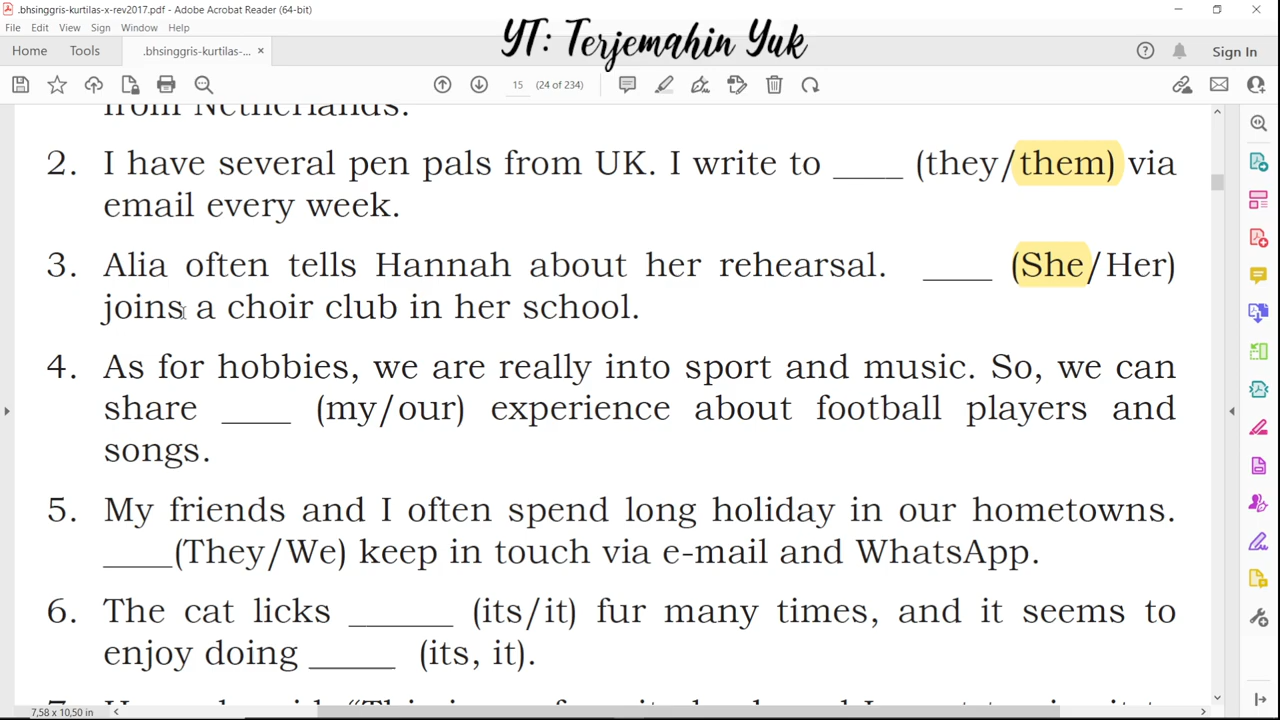 .bhsinggris-kurtilas-x-rev2017.pdf - Adobe Acrobat Reader (64-bit)
File Edit View Sign Window Help
YT: Terjemahin Yuk
Home Tools .bhsinggris-kurtilas-... × Sign In
15 (24 of 234)
from Netherlands.
2. I have several pen pals from UK. I write to ____ (they/them) via
email every week.
3. Alia often tells Hannah about her rehearsal. ____ (She/Her)
joins a choir club in her school.
4. As for hobbies, we are really into sport and music. So, we can
share ____ (my/our) experience about football players and
songs.
5. My friends and I often spend long holiday in our hometowns.
____(They/We) keep in touch via e-mail and WhatsApp.
6. The cat licks ______ (its/it) fur many times, and it seems to
enjoy doing _____ (its, it).
7,58 x 10,50 in